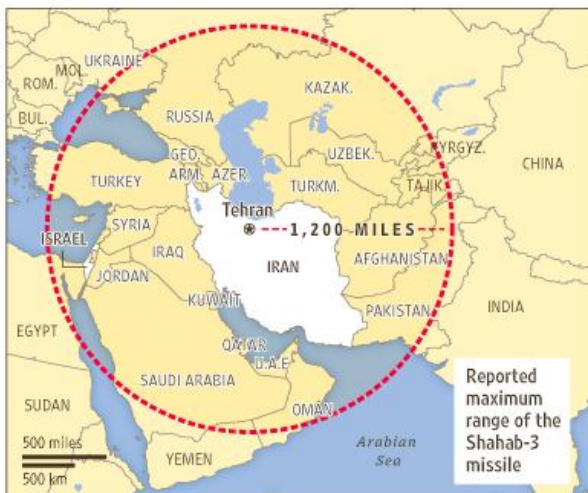 UKRAINE
MOL.
ROM.
BUL.
KAZAK.
RUSSIA
GEO.
ARM.
AZER.
UZBEK.
KYRGYZ.
CHINA
TURKEY
TURKM.
TAJIK.
Tehran
1,200 MILES
SYRIA
ISRAEL
IRAQ
IRAN
AFGHANISTAN
JORDAN
KUWAIT
PAKISTAN
INDIA
EGYPT
QATAR
U.A.E.
SAUDI ARABIA
OMAN
SUDAN
YEMEN
Arabian
Sea
500 miles
500 km
Reported
maximum
range of the
Shahab-3
missile